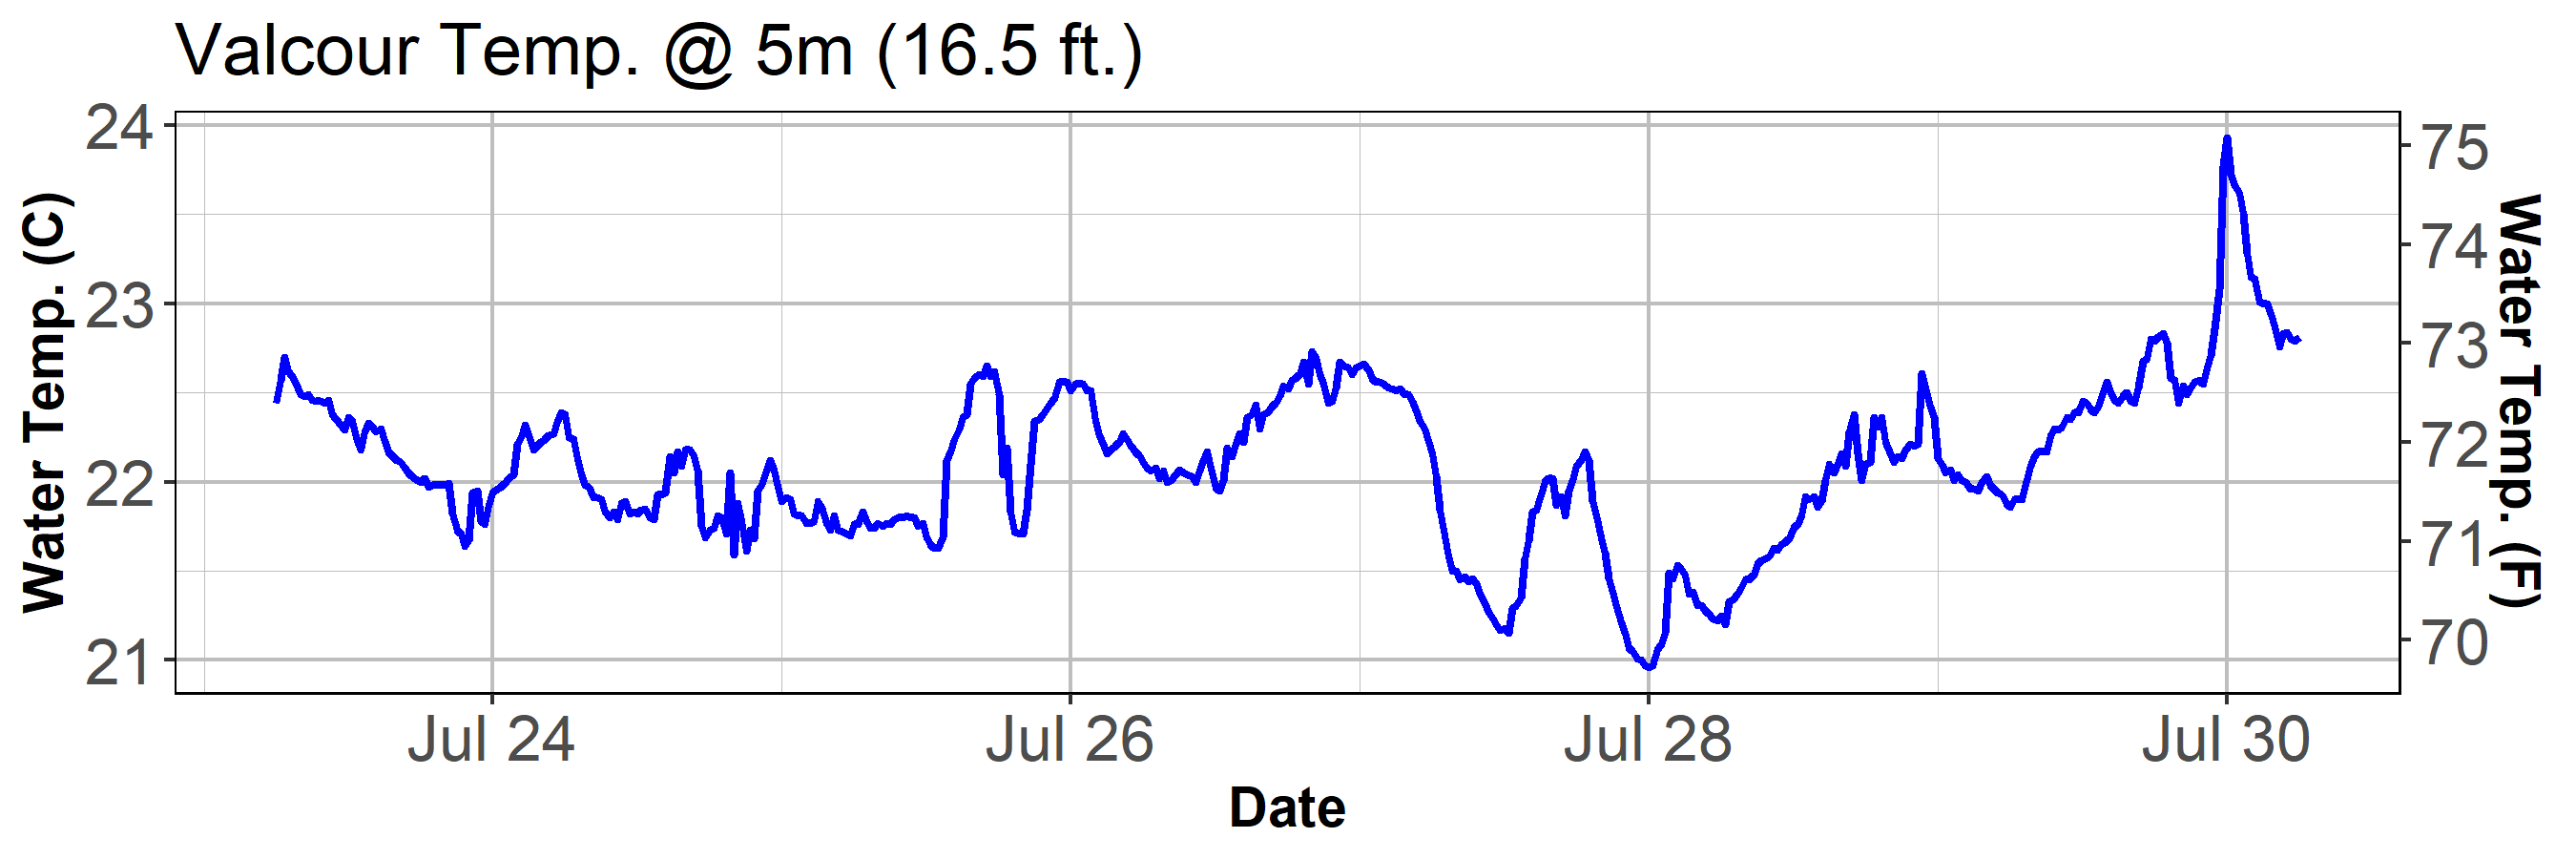 Valcour Temp. @ 5m (16.5 ft.)
Water Temp. (C)
24
23
22
21
75
74
73
72
71
70
Water Temp. (F)
Jul 24 Jul 26 Jul 28 Jul 30
Date